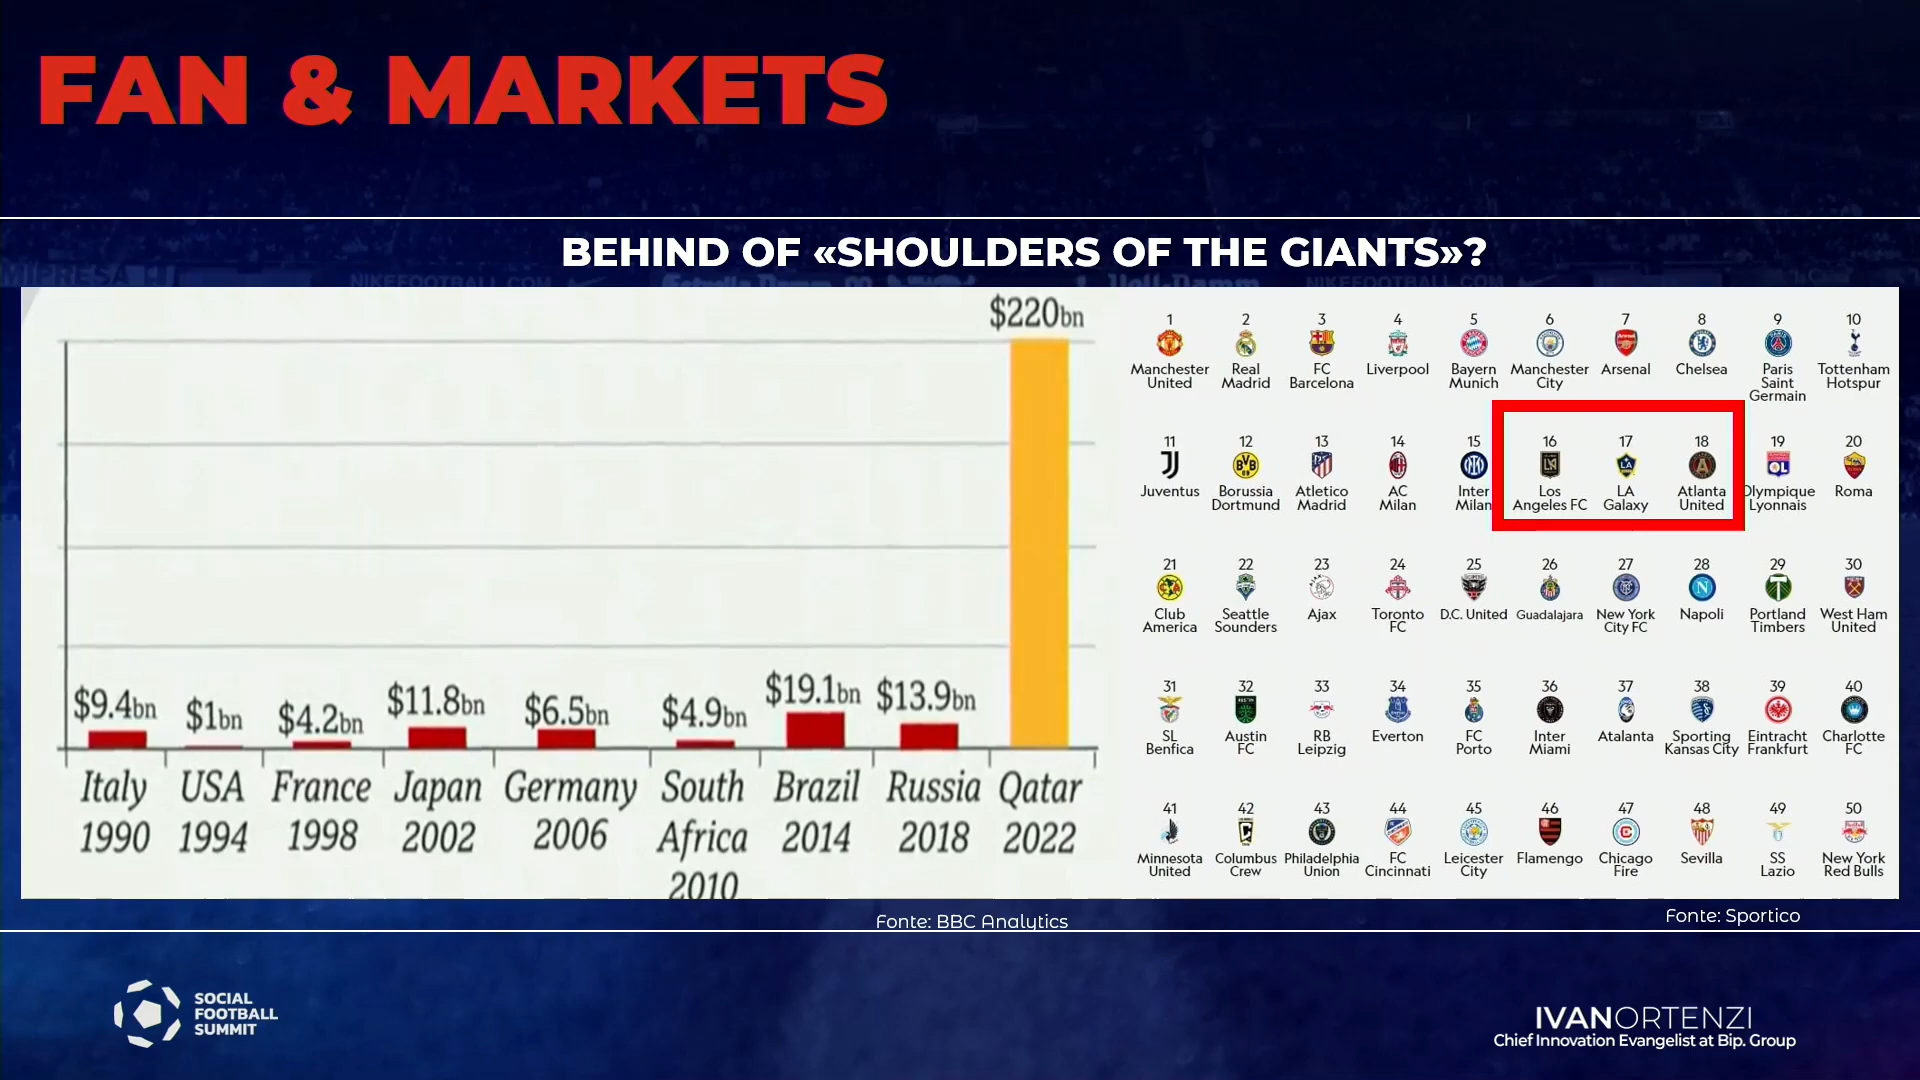 FAN & MARKETS
BEHIND OF «SHOULDERS OF THE GIANTS»?
NIKEFOOTBALL.COM
NIKEFOOTBALL.COM
$220bn
$9.4bn
$1bn
$4.2bn
$11.8bn
$6.5bn
$4.9bn
$19.1bn
$13.9bn
Italy USA France Japan Germany South Brazil Russia Qatar
1990 1994 1998 2002 2006 Africa 2014 2018 2022
2010
1 2 3 4 5 6 7 8 9 10
Manchester Real FC Liverpool Bayern Manchester Arsenal Chelsea Paris Tottenham
United Madrid Barcelona Munich City Saint Hotspur
Germain
11 12 13 14 15 16 17 18 19 20
Juventus Borussia Atletico AC Inter Los LA Atlanta Olympique Roma
Dortmund Madrid Milan Milan Angeles FC Galaxy United Lyonnais
21 22 23 24 25 26 27 28 29 30
Club Seattle Ajax Toronto D.C. United Guadalajara New York Napoli Portland West Ham
America Sounders FC City FC Timbers United
31 32 33 34 35 36 37 38 39 40
SL Austin RB Everton FC Inter Atalanta Sporting Eintracht Charlotte
Benfica FC Leipzig Porto Miami Kansas City Frankfurt FC
41 42 43 44 45 46 47 48 49 50
Minnesota Columbus Philadelphia FC Leicester Flamengo Chicago Sevilla SS New York
United Crew Union Cincinnati City Fire Lazio Red Bulls
Fonte: BBC Analytics
Fonte: Sportico
SOCIAL
FOOTBALL
SUMMIT
IVANORTENZI
Chief Innovation Evangelist at Bip. Group